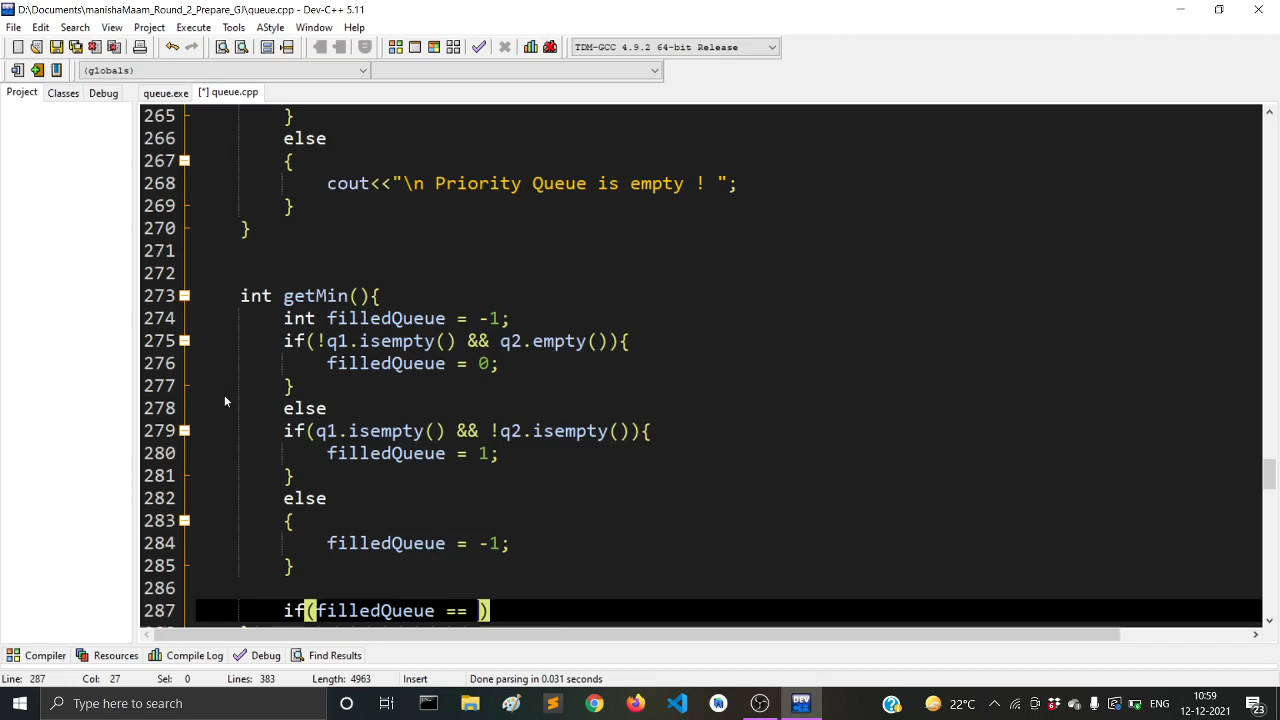 D:\Documents\manishaMaam_Round_2_Prepare_GJ\queue.cpp - Dev-C++ 5.11
File Edit Search View Project Execute Tools AStyle Window Help
TDM-GCC 4.9.2 64-bit Release
(globals)
Project Classes Debug queue.exe [*] queue.cpp
265 }
266 else
267 {
268 cout<<"\n Priority Queue is empty ! ";
269 }
270 }
271
272
273 int getMin(){
274 int filledQueue = -1;
275 if(!q1.isempty() && q2.empty()){
276 filledQueue = 0;
277 }
278 else
279 if(q1.isempty() && !q2.isempty()){
280 filledQueue = 1;
281 }
282 else
283 {
284 filledQueue = -1;
285 }
286
287 if(filledQueue == )
Compiler Resources Compile Log Debug Find Results
Line: 287 Col: 27 Sel: 0 Lines: 383 Length: 4963 Insert Done parsing in 0.031 seconds
Type here to search
22°C ENG 10:59 12-12-2021 23